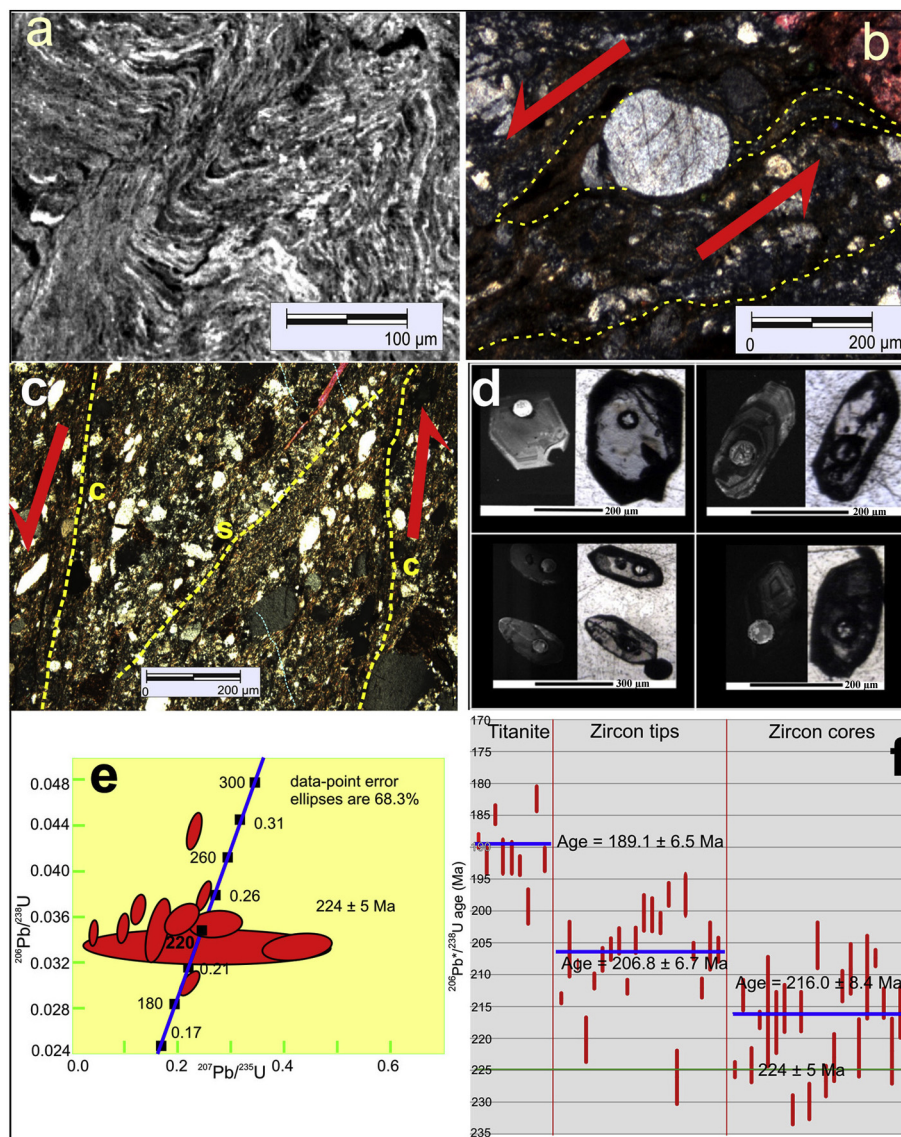 a
100 µm
b
0
200 µm
c
c
s
c
0
200 µm
d
200 µm
200 µm
300 µm
200 µm
e
data-point error
ellipses are 68.3%
0.048
0.044
0.040
0.036
0.032
0.028
0.024
²⁰⁶Pb/²³⁸U
300
0.31
260
0.26
220
0.21
180
0.17
224 ± 5 Ma
0.0
0.2
0.4
0.6
²⁰⁷Pb/²³⁵U
f
Titanite
Zircon tips
Zircon cores
170
175
180
185
190
195
200
205
210
215
220
225
230
235
²⁰⁶Pb*/²³⁸U age (Ma)
Age = 189.1 ± 6.5 Ma
Age = 206.8 ± 6.7 Ma
Age = 216.0 ± 8.4 Ma
224 ± 5 Ma